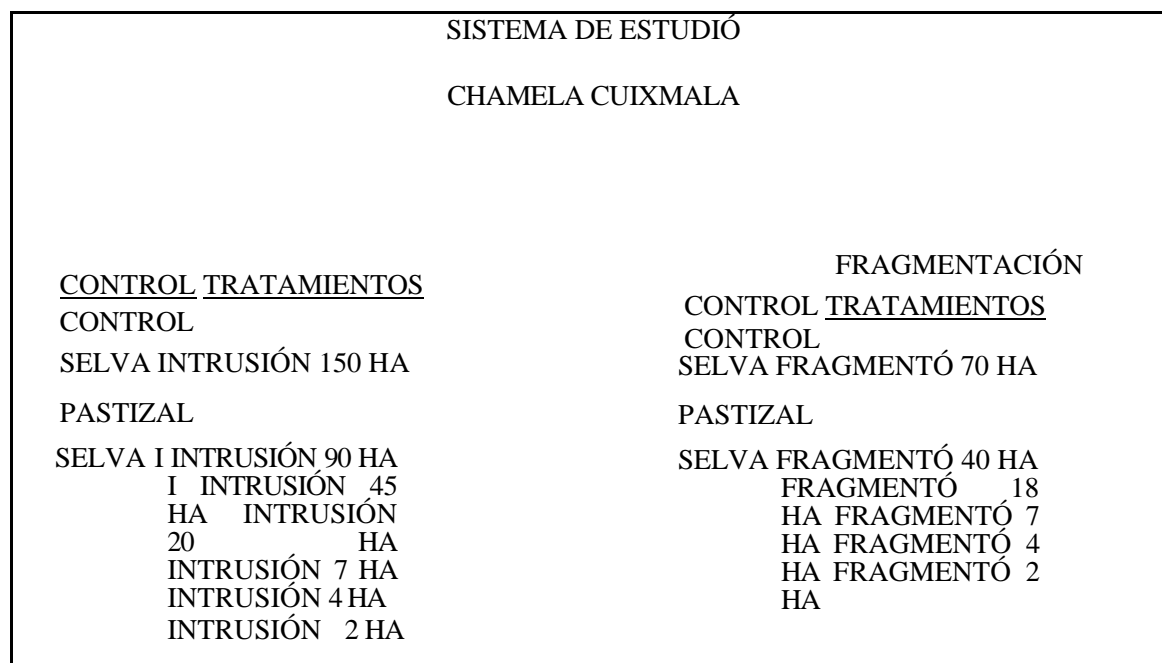 SISTEMA DE ESTUDIÓ
CHAMELA CUIXMALA
CONTROL TRATAMIENTOS
CONTROL
SELVA INTRUSIÓN 150 HA
PASTIZAL
SELVA I INTRUSIÓN 90 HA
I INTRUSIÓN 45
HA INTRUSIÓN
20 HA
INTRUSIÓN 7 HA
INTRUSIÓN 4 HA
INTRUSIÓN 2 HA
FRAGMENTACIÓN
CONTROL TRATAMIENTOS
CONTROL
SELVA FRAGMENTÓ 70 HA
PASTIZAL
SELVA FRAGMENTÓ 40 HA
FRAGMENTÓ 18
HA FRAGMENTÓ 7
HA FRAGMENTÓ 4
HA FRAGMENTÓ 2
HA